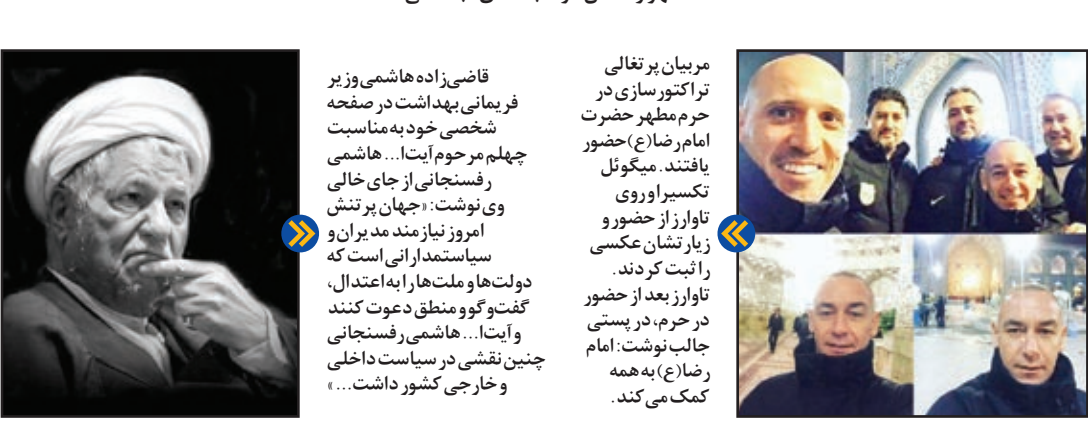 مربیان پرتغالی
تراکتورسازی در
حرم مطهر حضرت
امام رضا(ع) حضور
یافتند. میگوئل
تکسیرا و روی
تاوارز از حضور و
زیارتشان عکسی
را ثبت کردند.
تاوارز بعد از حضور
در حرم، در پستی
جالب نوشت: امام
رضا(ع) به همه
کمک می‌کند.
قاضی‌زاده هاشمی وزیر
فریمانی بهداشت در صفحه
شخصی خود به مناسبت
چهلم مرحوم آیت‌ا... هاشمی
رفسنجانی از جای خالی
وی نوشت: «جهان پرتنش
امروز نیازمند مدیران و
سیاستمدارانی است که
دولت‌ها و ملت‌ها را به اعتدال،
گفت‌وگو و منطق دعوت کنند
و آیت‌ا... هاشمی رفسنجانی
چنین نقشی در سیاست داخلی
و خارجی کشور داشت... »